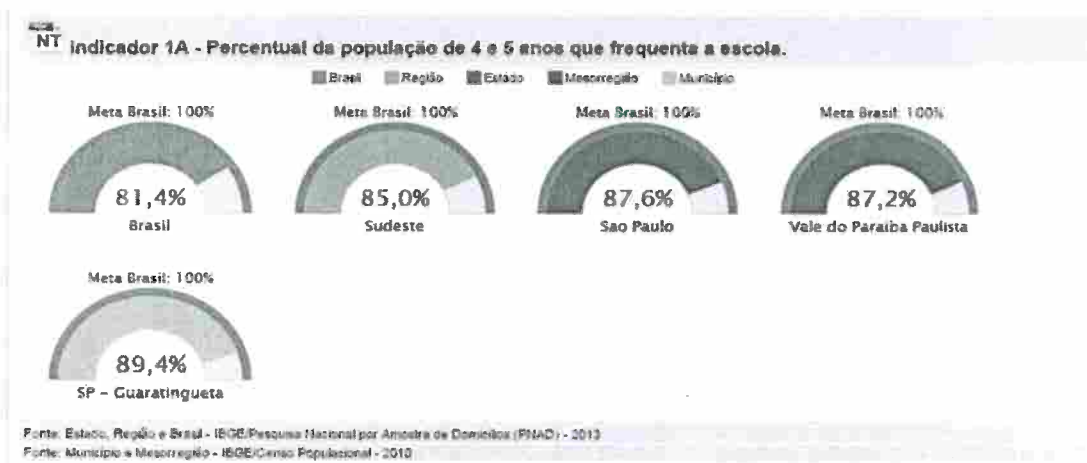 NT Indicador 1A - Percentual da população de 4 e 5 anos que frequenta a escola.
Brasil Região Estado Mesorregião Município
Meta Brasil: 100% Meta Brasil: 100% Meta Brasil: 100% Meta Brasil: 100%
81,4% 85,0% 87,6% 87,2%
Brasil Sudeste Sao Paulo Vale do Paraiba Paulista
Meta Brasil: 100%
89,4%
SP - Guaratingueta
Fonte: Estado, Região e Brasil - IBGE/Pesquisa Nacional por Amostra de Domicílios (PNAD) - 2013
Fonte: Município e Mesorregião - IBGE/Censo Populacional - 2010